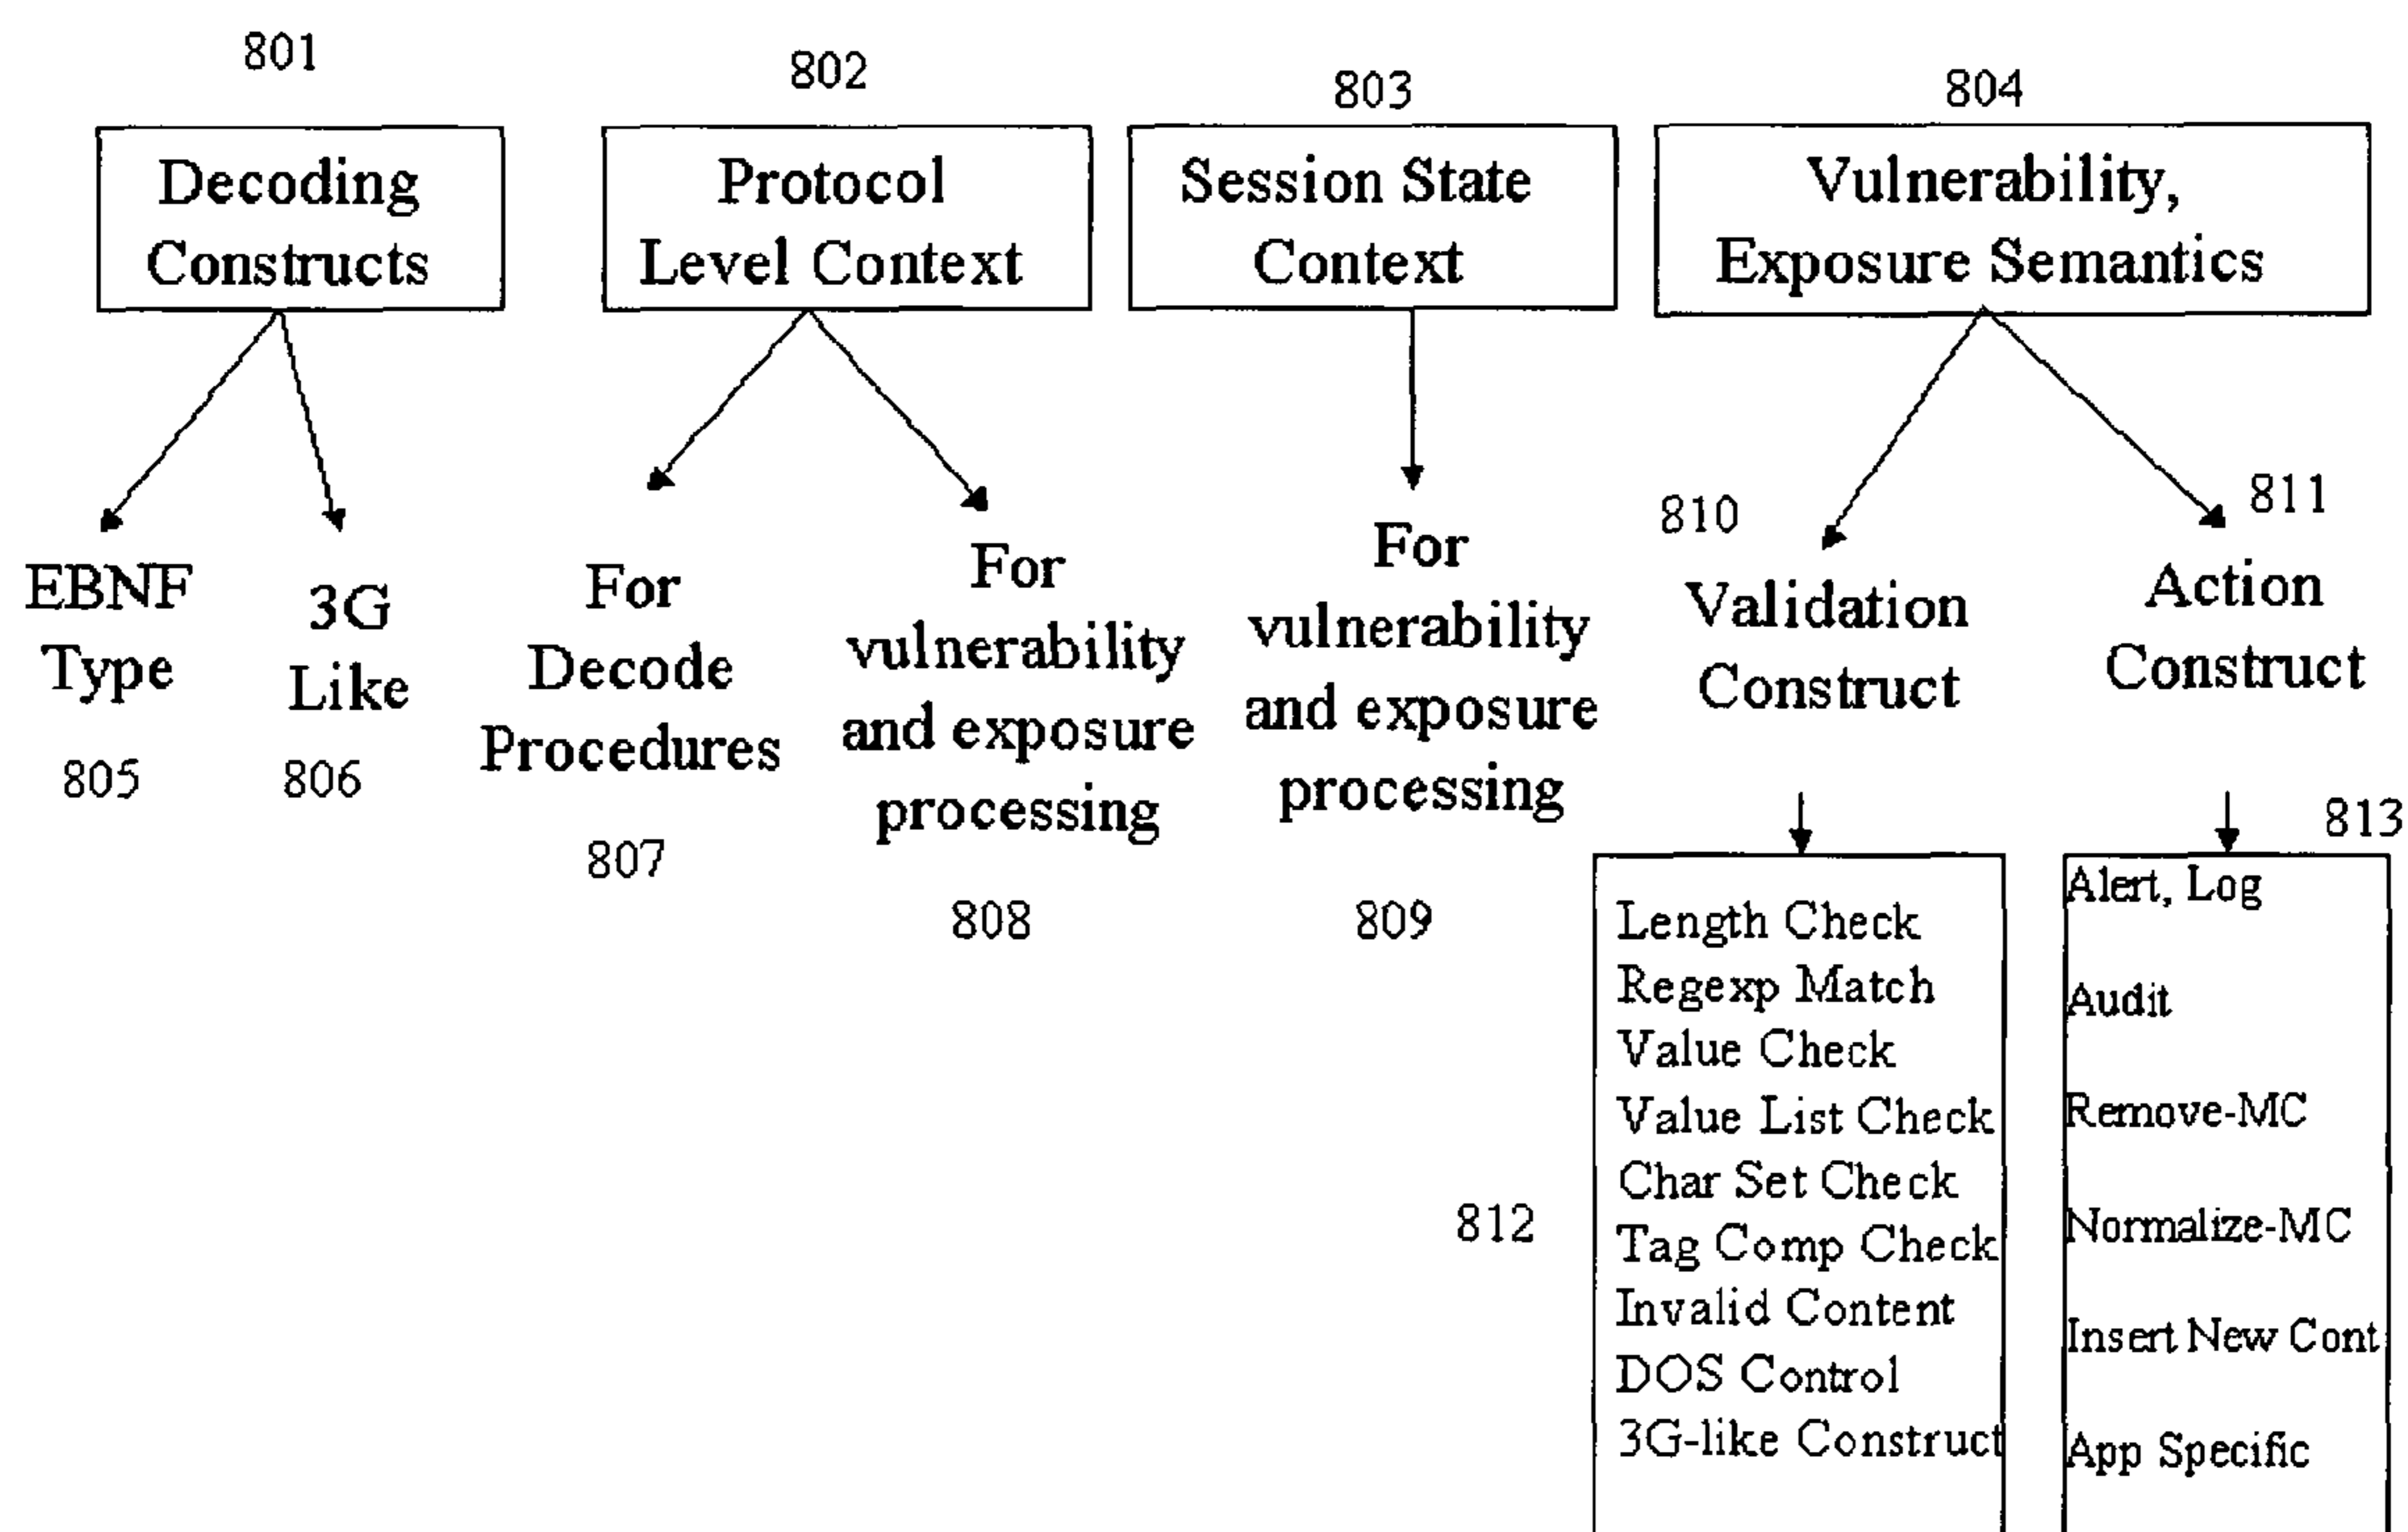 801
802
803
804
Decoding
Constructs
Protocol
Level Context
Session State
Context
Vulnerability,
Exposure Semantics
EBNF
Type
805
3G
Like
806
For
Decode
Procedures
807
For
vulnerability
and exposure
processing
808
For
vulnerability
and exposure
processing
809
810
Validation
Construct
811
Action
Construct
812
Length Check
Regexp Match
Value Check
Value List Check
Char Set Check
Tag Comp Check
Invalid Content
DOS Control
3G-like Construct
813
Alert, Log
Audit
Remove-MC
Normalize-MC
Insert New Cont
App Specific